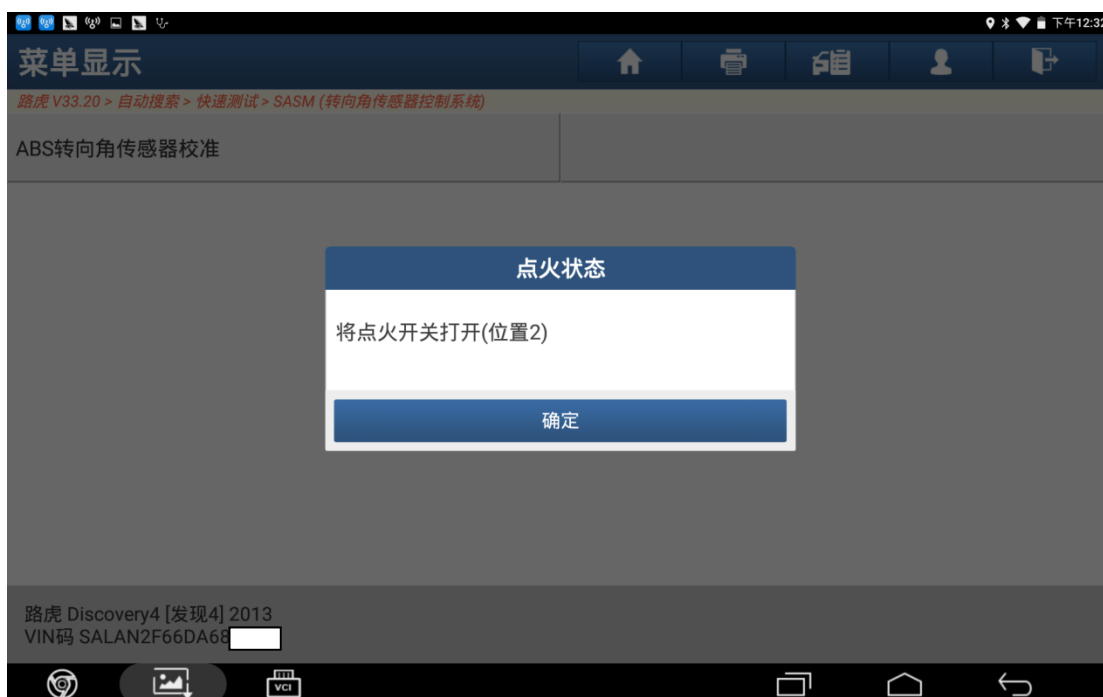 下午12:32
菜单显示
路虎 V33.20 > 自动搜索 > 快速测试 > SASM (转向角传感器控制系统)
ABS转向角传感器校准
点火状态
将点火开关打开(位置2)
确定
路虎 Discovery4 [发现4] 2013
VIN码 SALAN2F66DA68
VCI